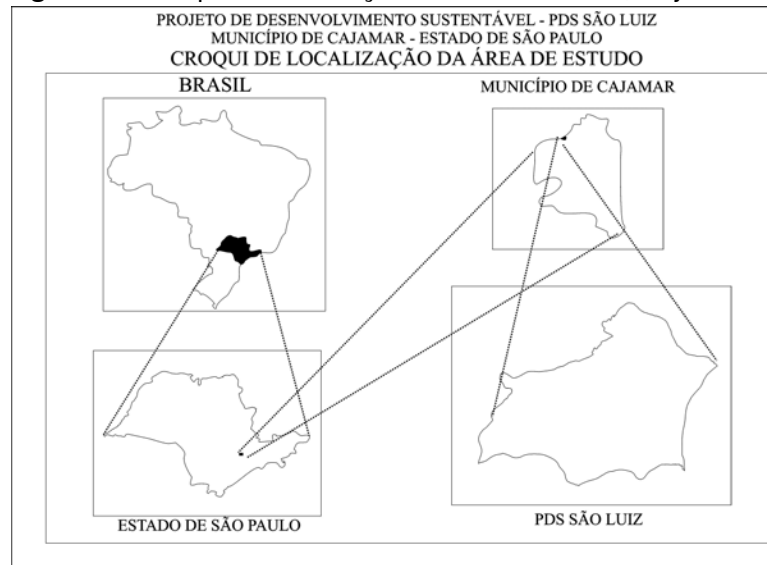 PROJETO DE DESENVOLVIMENTO SUSTENTÁVEL - PDS SÃO LUIZ
MUNICÍPIO DE CAJAMAR - ESTADO DE SÃO PAULO
CROQUI DE LOCALIZAÇÃO DA ÁREA DE ESTUDO
BRASIL
MUNICÍPIO DE CAJAMAR
ESTADO DE SÃO PAULO
PDS SÃO LUIZ